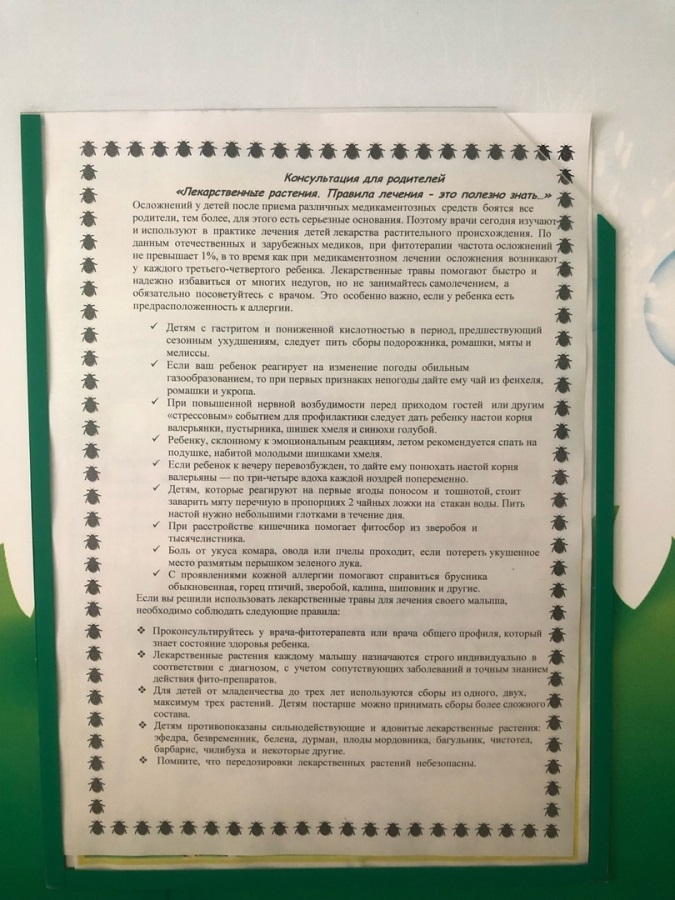 Консультация для родителей
«Лекарственные растения. Правила лечения - это полезно знать...»
Осложнений у детей после приема различных медикаментозных средств боятся все
родители, тем более, для этого есть серьезные основания. Поэтому врачи сегодня изучают
и используют в практике лечения детей лекарства растительного происхождения. По
данным отечественных и зарубежных медиков, при фитотерапии частота осложнений
не превышает 1%, в то время как при медикаментозном лечении осложнения возникают
у каждого третьего-четвертого ребенка. Лекарственные травы помогают быстро и
надежно избавиться от многих недугов, но не занимайтесь самолечением, а
обязательно посоветуйтесь с врачом. Это особенно важно, если у ребенка есть
предрасположенность к аллергии.
✓ Детям с гастритом и пониженной кислотностью в период, предшествующий
сезонным ухудшениям, следует пить сборы подорожника, ромашки, мяты и
мелиссы.
✓ Если ваш ребенок реагирует на изменение погоды обильным
газообразованием, то при первых признаках непогоды дайте ему чай из фенхеля,
ромашки и укропа.
✓ При повышенной нервной возбудимости перед приходом гостей или другим
«стрессовым» событием для профилактики следует дать ребенку настои корня
валерьянки, пустырника, шишек хмеля и синюхи голубой.
✓ Ребенку, склонному к эмоциональным реакциям, летом рекомендуется спать на
подушке, набитой молодыми шишками хмеля.
✓ Если ребенок к вечеру перевозбужден, то дайте ему понюхать настой корня
валерьяны — по три-четыре вдоха каждой ноздрей попеременно.
✓ Детям, которые реагируют на первые ягоды поносом и тошнотой, стоит
заварить мяту перечную в пропорциях 2 чайных ложки на стакан воды. Пить
настой нужно небольшими глотками в течение дня.
✓ При расстройстве кишечника помогает фитосбор из зверобоя и
тысячелистника.
✓ Боль от укуса комара, овода или пчелы проходит, если потереть укушенное
место размятым перышком зеленого лука.
✓ С проявлениями кожной аллергии помогают справиться брусника
обыкновенная, горец птичий, зверобой, калина, шиповник и другие.
Если вы решили использовать лекарственные травы для лечения своего малыша,
необходимо соблюдать следующие правила:
❖ Проконсультируйтесь у врача-фитотерапевта или врача общего профиля, который
знает состояние здоровья ребенка.
❖ Лекарственные растения каждому малышу назначаются строго индивидуально в
соответствии с диагнозом, с учетом сопутствующих заболеваний и точным знанием
действия фито-препаратов.
❖ Для детей от младенчества до трех лет используются сборы из одного, двух,
максимум трех растений. Детям постарше можно принимать сборы более сложного
состава.
❖ Детям противопоказаны сильнодействующие и ядовитые лекарственные растения:
эфедра, безвременник, белена, дурман, плоды мордовника, багульник, чистотел,
барбарис, чилибуха и некоторые другие.
❖ Помните, что передозировки лекарственных растений небезопасны.